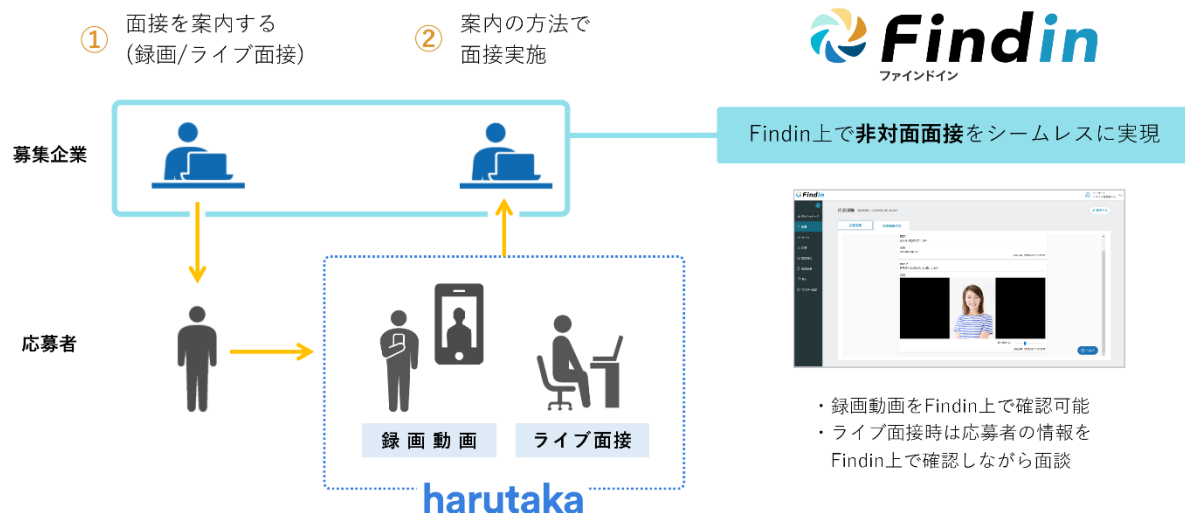 ①
面接を案内する
(録画/ライブ面接)
②
案内の方法で
面接実施
Findin
ファインドイン
募集企業
Findin上で非対面面接をシームレスに実現
Findin
応募者
録画動画
ライブ面接
harutaka
・録画動画をFindin上で確認可能
・ライブ面接時は応募者の情報を
Findin上で確認しながら面談